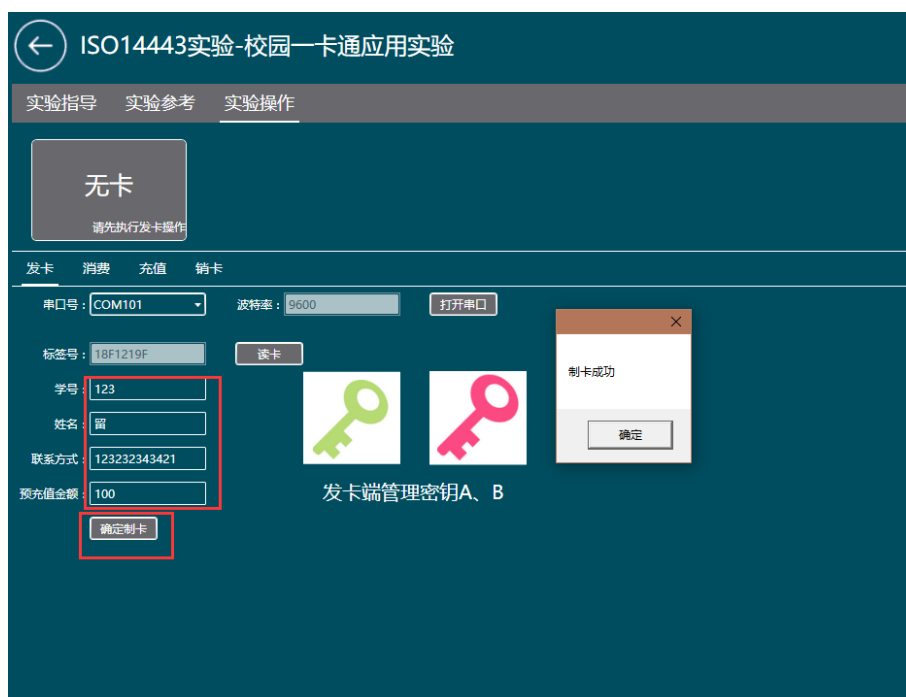 ISO14443实验-校园一卡通应用实验
实验指导 实验参考 实验操作
无卡
请先执行发卡操作
发卡 消费 充值 销卡
串口号: COM101 波特率: 9600 打开串口
标签号: 18F1219F 读卡
学号: 123
姓名: 留
联系方式: 123232343421
预充值金额: 100
确定制卡
发卡端管理密钥A、B
制卡成功
确定